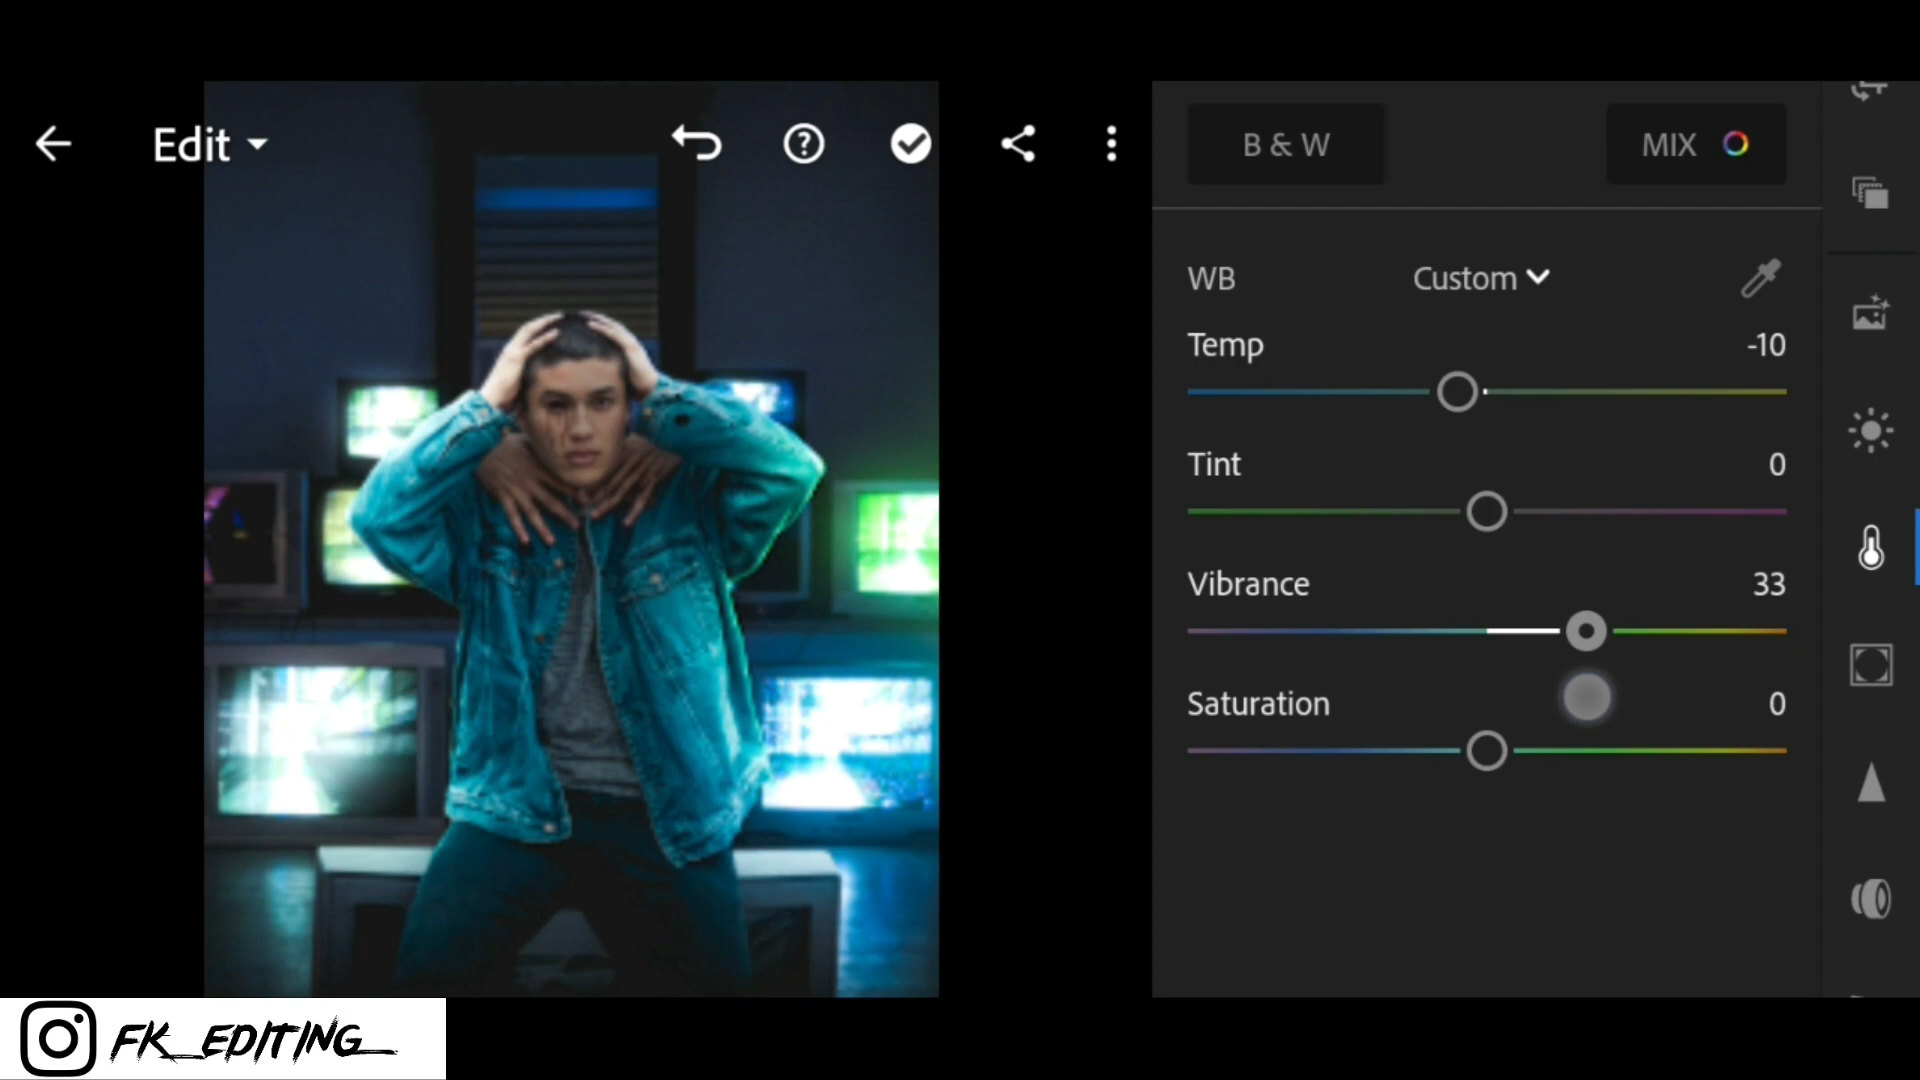 Edit
B & W
MIX
WB
Custom
Temp
-10
Tint
0
Vibrance
33
Saturation
0
FK_EDITING_